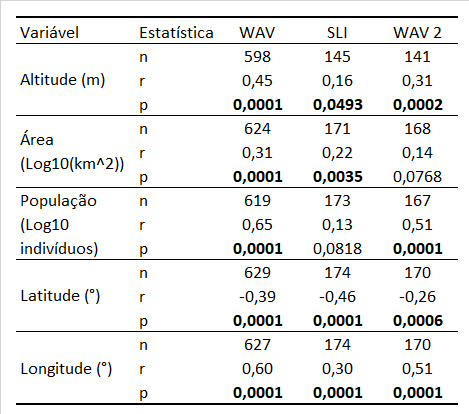 Variável Estatística WAV SLI WAV 2
n 598 145 141
Altitude (m) r 0,45 0,16 0,31
p 0,0001 0,0493 0,0002
n 624 171 168
Área
(Log10(km^2)) r 0,31 0,22 0,14
p 0,0001 0,0035 0,0768
População n 619 173 167
(Log10 r 0,65 0,13 0,51
indivíduos) p 0,0001 0,0818 0,0001
n 629 174 170
Latitude (°) r -0,39 -0,46 -0,26
p 0,0001 0,0001 0,0006
n 627 174 170
Longitude (°) r 0,60 0,30 0,51
p 0,0001 0,0001 0,0001